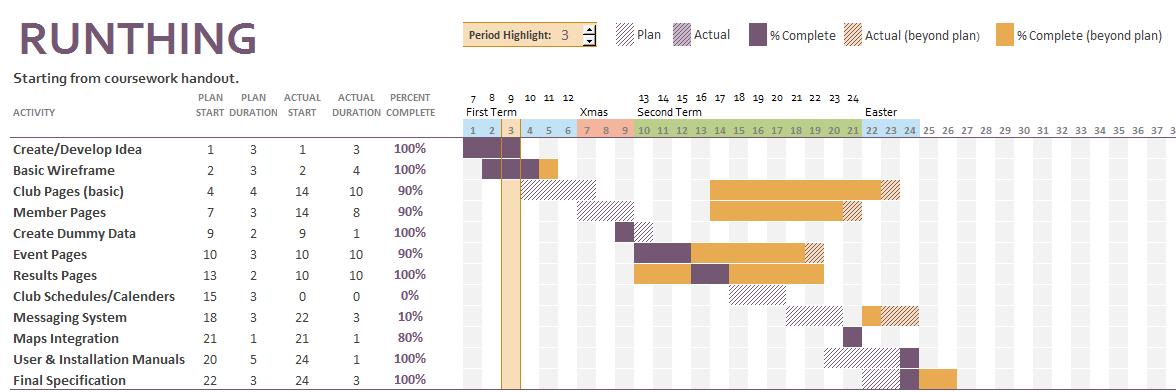 RUNTHING
Period Highlight: 3 Plan Actual % Complete Actual (beyond plan) % Complete (beyond plan)
Starting from coursework handout.
PLAN PLAN ACTUAL ACTUAL PERCENT 7 8 9 10 11 12 13 14 15 16 17 18 19 20 21 22 23 24
ACTIVITY START DURATION START DURATION COMPLETE First Term Xmas Second Term Easter
1 2 3 4 5 6 7 8 9 10 11 12 13 14 15 16 17 18 19 20 21 22 23 24 25 26 27 28 29 30 31 32 33 34 35 36 37
Create/Develop Idea 1 3 1 3 100%
Basic Wireframe 2 3 2 4 100%
Club Pages (basic) 4 4 14 10 90%
Member Pages 7 3 14 8 90%
Create Dummy Data 9 2 9 1 100%
Event Pages 10 3 10 10 90%
Results Pages 13 2 10 10 100%
Club Schedules/Calenders 15 3 0 0 0%
Messaging System 18 3 22 3 10%
Maps Integration 21 1 21 1 80%
User & Installation Manuals 20 5 24 1 100%
Final Specification 22 3 24 3 100%